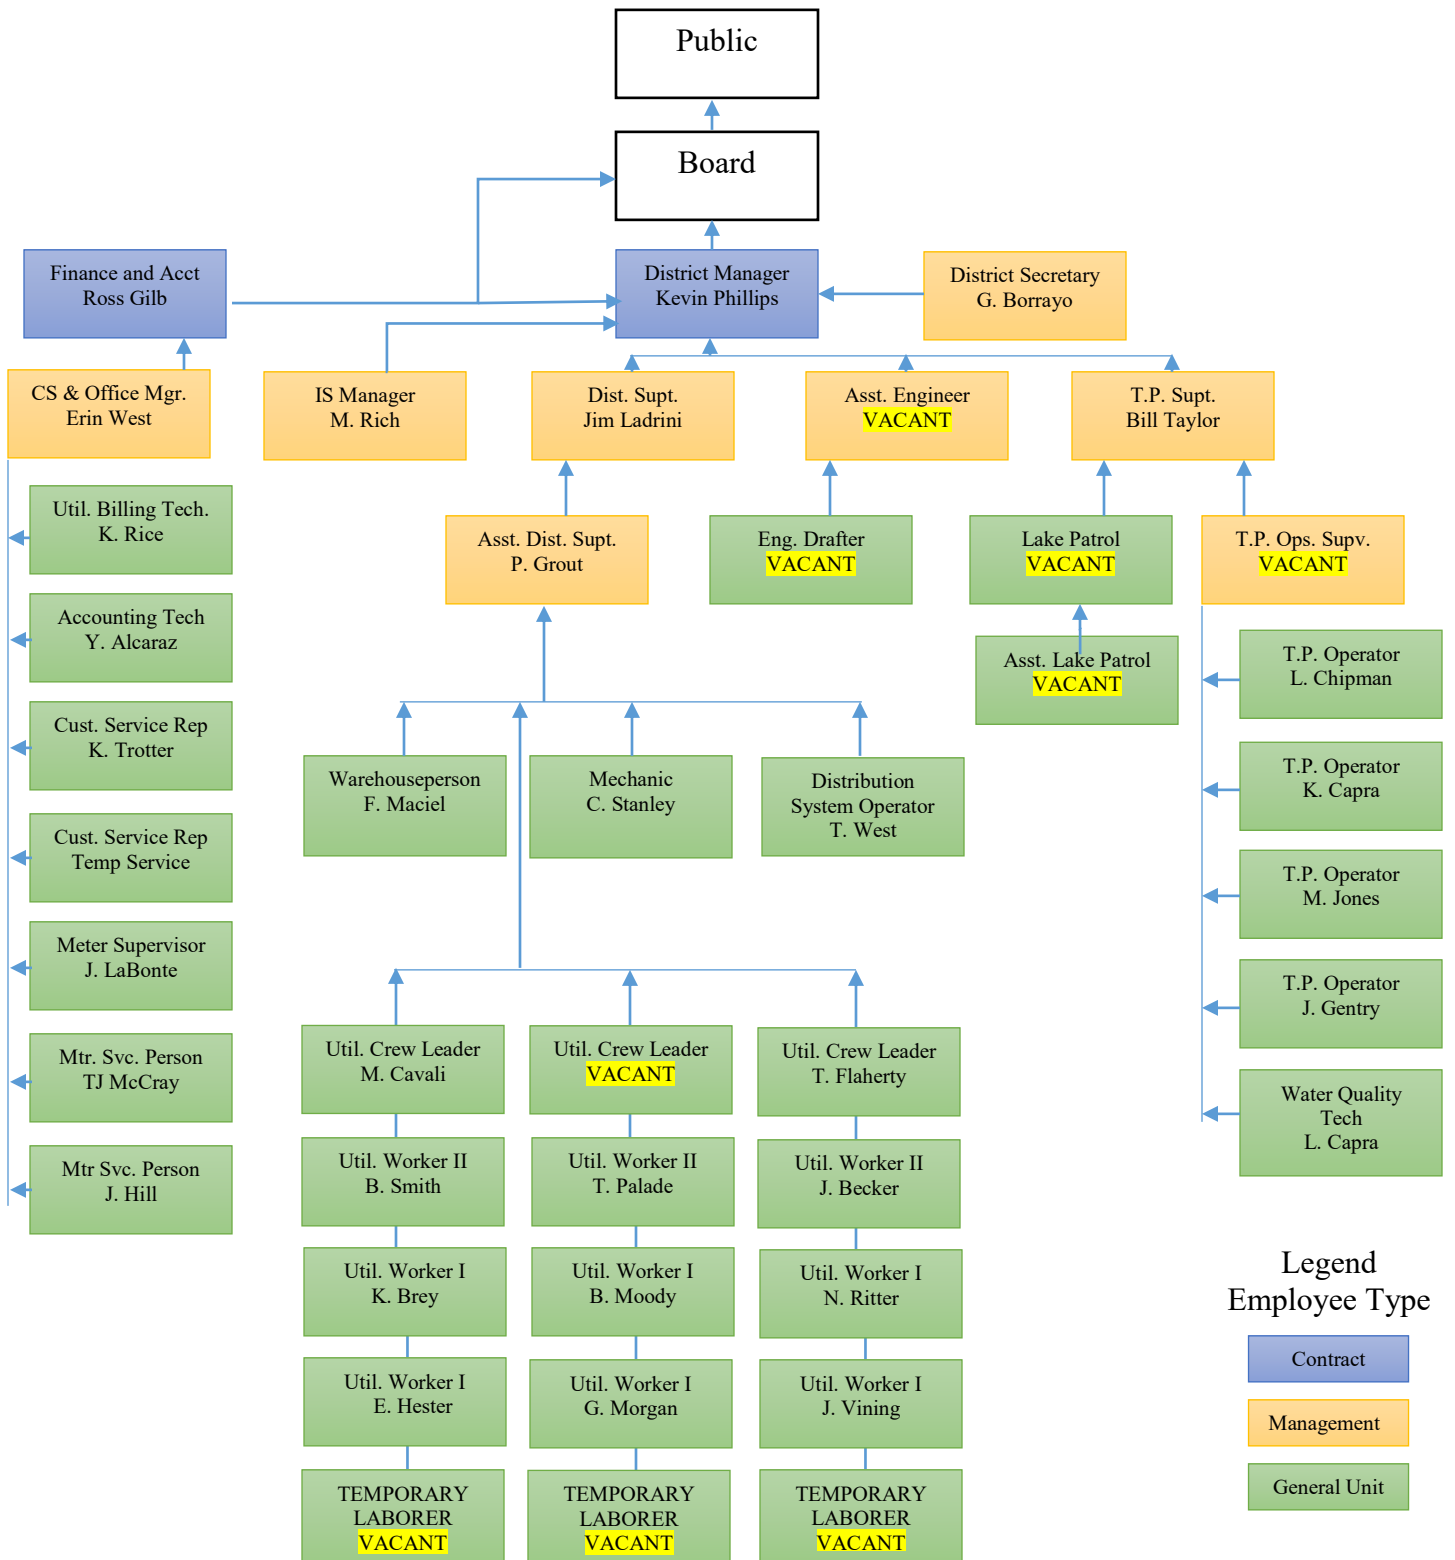 Public
Board
Finance and Acct
Ross Gilb
District Manager
Kevin Phillips
District Secretary
G. Borrayo
CS & Office Mgr.
Erin West
IS Manager
M. Rich
Dist. Supt.
Jim Ladrini
Asst. Engineer
VACANT
T.P. Supt.
Bill Taylor
Util. Billing Tech.
K. Rice
Accounting Tech
Y. Alcaraz
Cust. Service Rep
K. Trotter
Cust. Service Rep
Temp Service
Meter Supervisor
J. LaBonte
Mtr. Svc. Person
TJ McCray
Mtr Svc. Person
J. Hill
Asst. Dist. Supt.
P. Grout
Eng. Drafter
VACANT
Lake Patrol
VACANT
T.P. Ops. Supv.
VACANT
Asst. Lake Patrol
VACANT
T.P. Operator
L. Chipman
T.P. Operator
K. Capra
T.P. Operator
M. Jones
T.P. Operator
J. Gentry
Water Quality
Tech
L. Capra
Warehouseperson
F. Maciel
Mechanic
C. Stanley
Distribution
System Operator
T. West
Util. Crew Leader
M. Cavali
Util. Crew Leader
VACANT
Util. Crew Leader
T. Flaherty
Util. Worker II
B. Smith
Util. Worker II
T. Palade
Util. Worker II
J. Becker
Util. Worker I
K. Brey
Util. Worker I
B. Moody
Util. Worker I
N. Ritter
Util. Worker I
E. Hester
Util. Worker I
G. Morgan
Util. Worker I
J. Vining
TEMPORARY
LABORER
VACANT
TEMPORARY
LABORER
VACANT
TEMPORARY
LABORER
VACANT
Legend
Employee Type
Contract
Management
General Unit